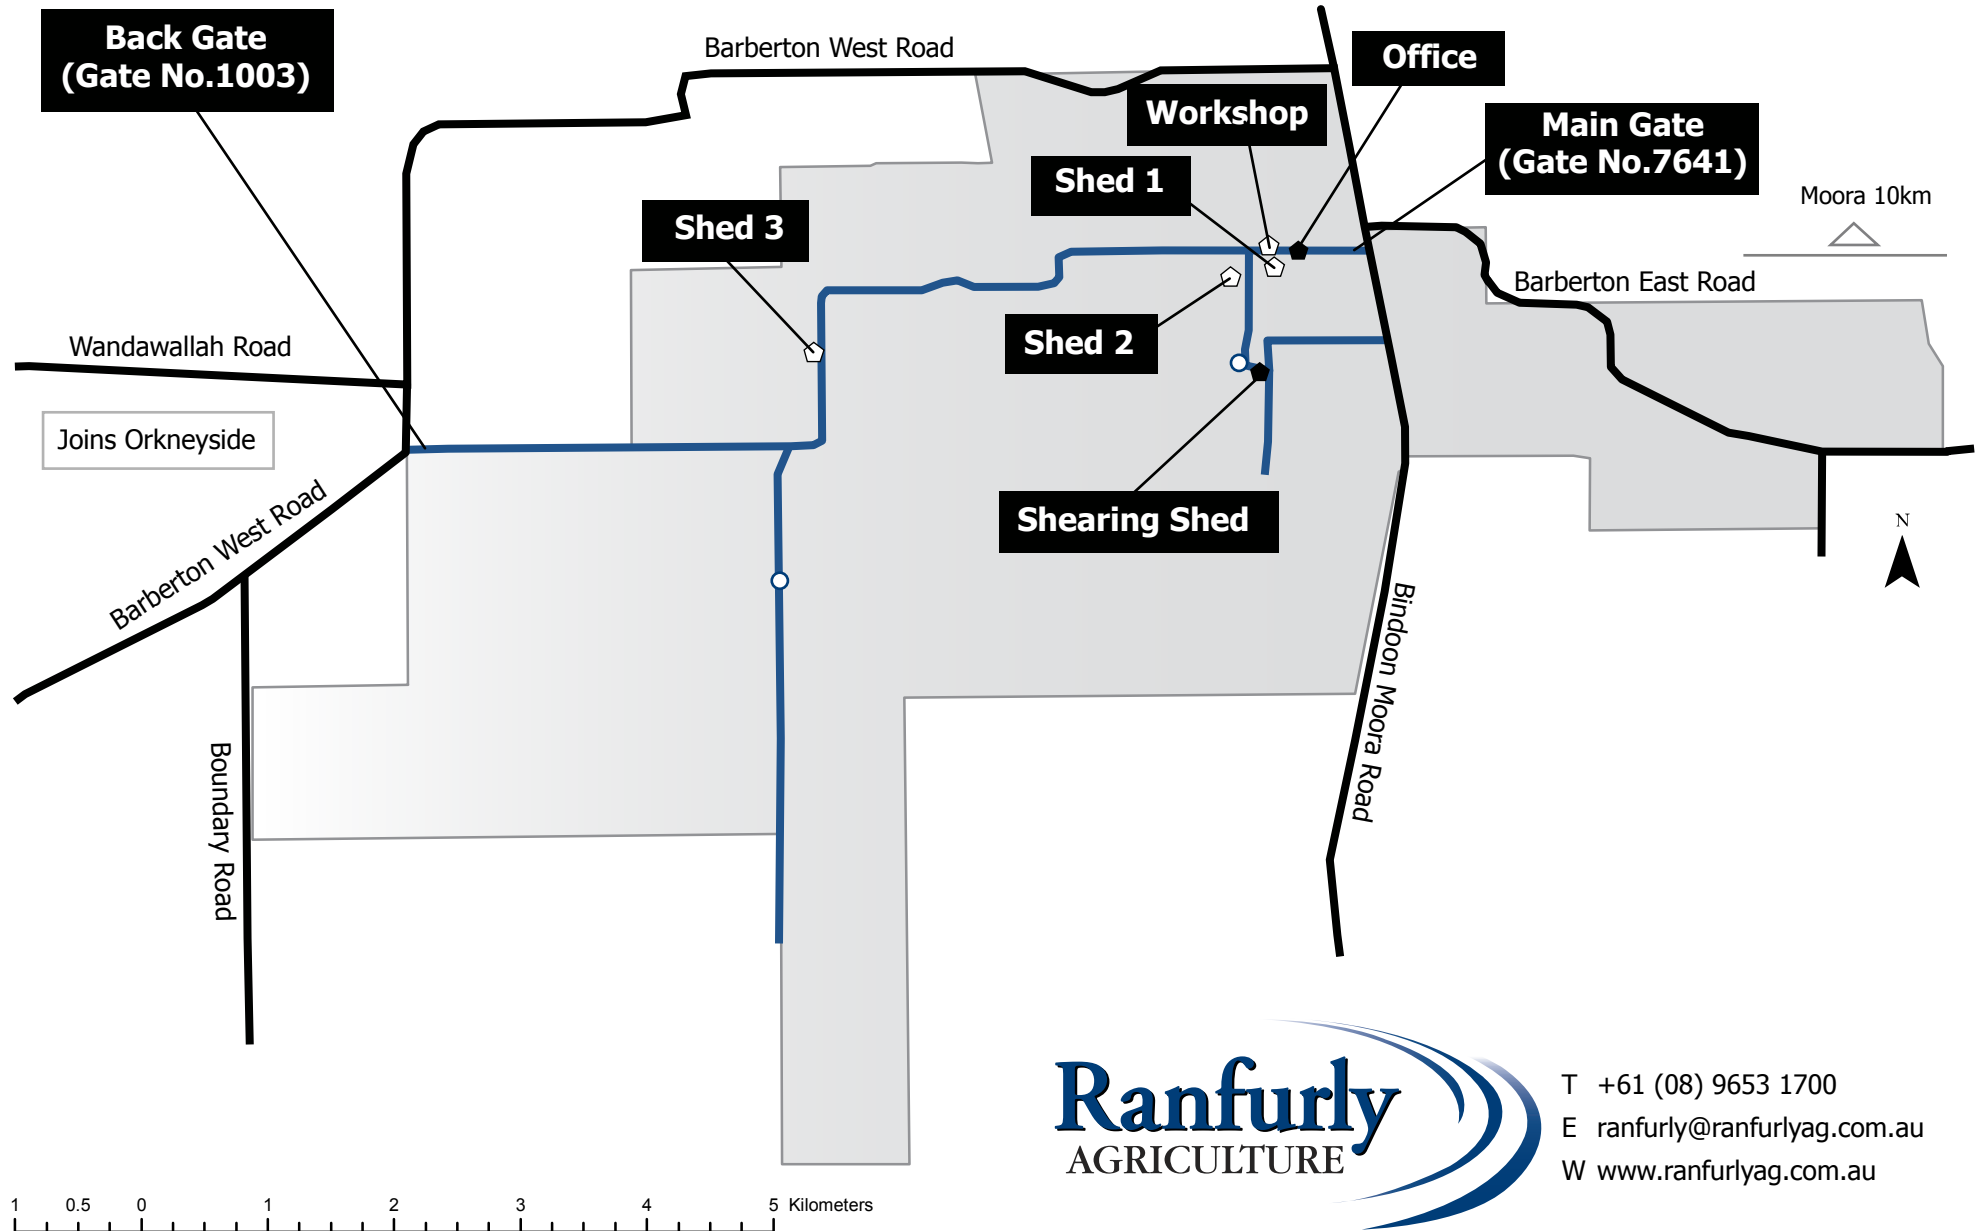 Back Gate
(Gate No.1003)
Barberton West Road
Office
Workshop
Main Gate
(Gate No.7641)
Shed 1
Moora 10km
Shed 3
Barberton East Road
Shed 2
Wandawallah Road
Joins Orkneyside
Shearing Shed
Barberton West Road
N
Bindoon Moora Road
Boundary Road
Ranfurly
AGRICULTURE
T +61 (08) 9653 1700
E ranfurly@ranfurlyag.com.au
W www.ranfurlyag.com.au
1 0.5 0 1 2 3 4 5 Kilometers